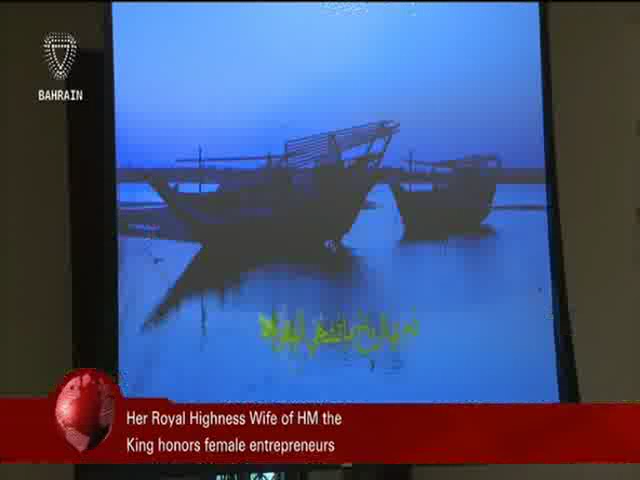 BAHRAIN
Her Royal Highness Wife of HM the
King honors female entrepreneurs